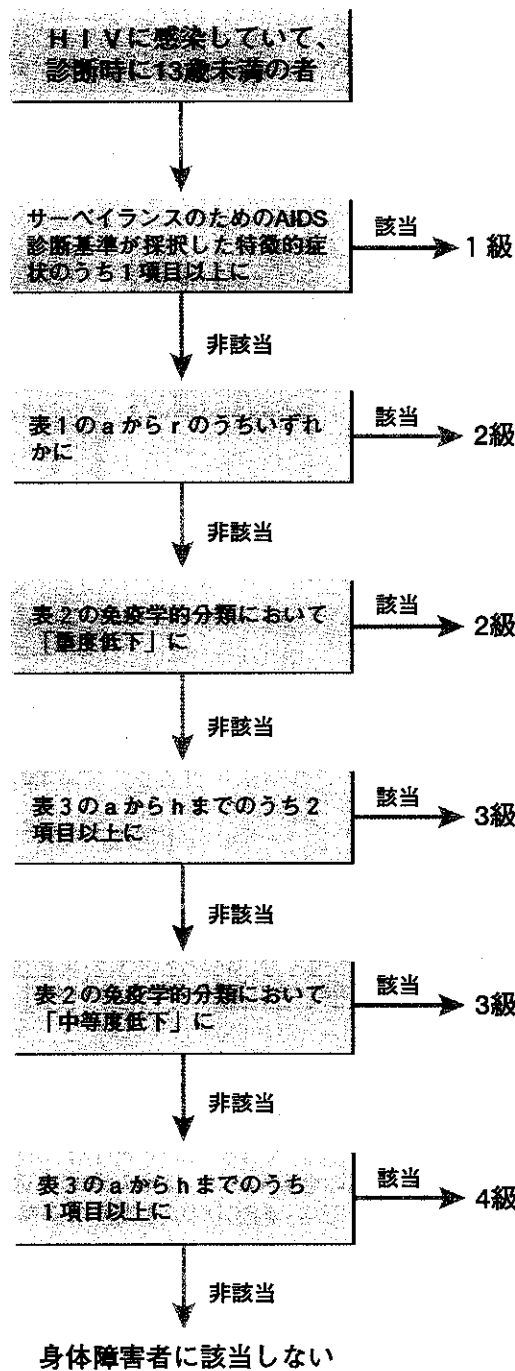 ＨＩＶに感染していて、
診断時に13歳未満の者
サーベイランスのためのAIDS
診断基準が採択した特徴的症
状のうち１項目以上に
該当
1 級
非該当
表１のａからｒのうちいずれ
かに
該当
2級
非該当
表２の免疫学的分類において
「重度低下」に
該当
2級
非該当
表３のａからｈまでのうち２
項目以上に
該当
3級
非該当
表２の免疫学的分類において
「中等度低下」に
該当
3級
非該当
表３のａからｈまでのうち
１項目以上に
該当
4級
非該当
身体障害者に該当しない